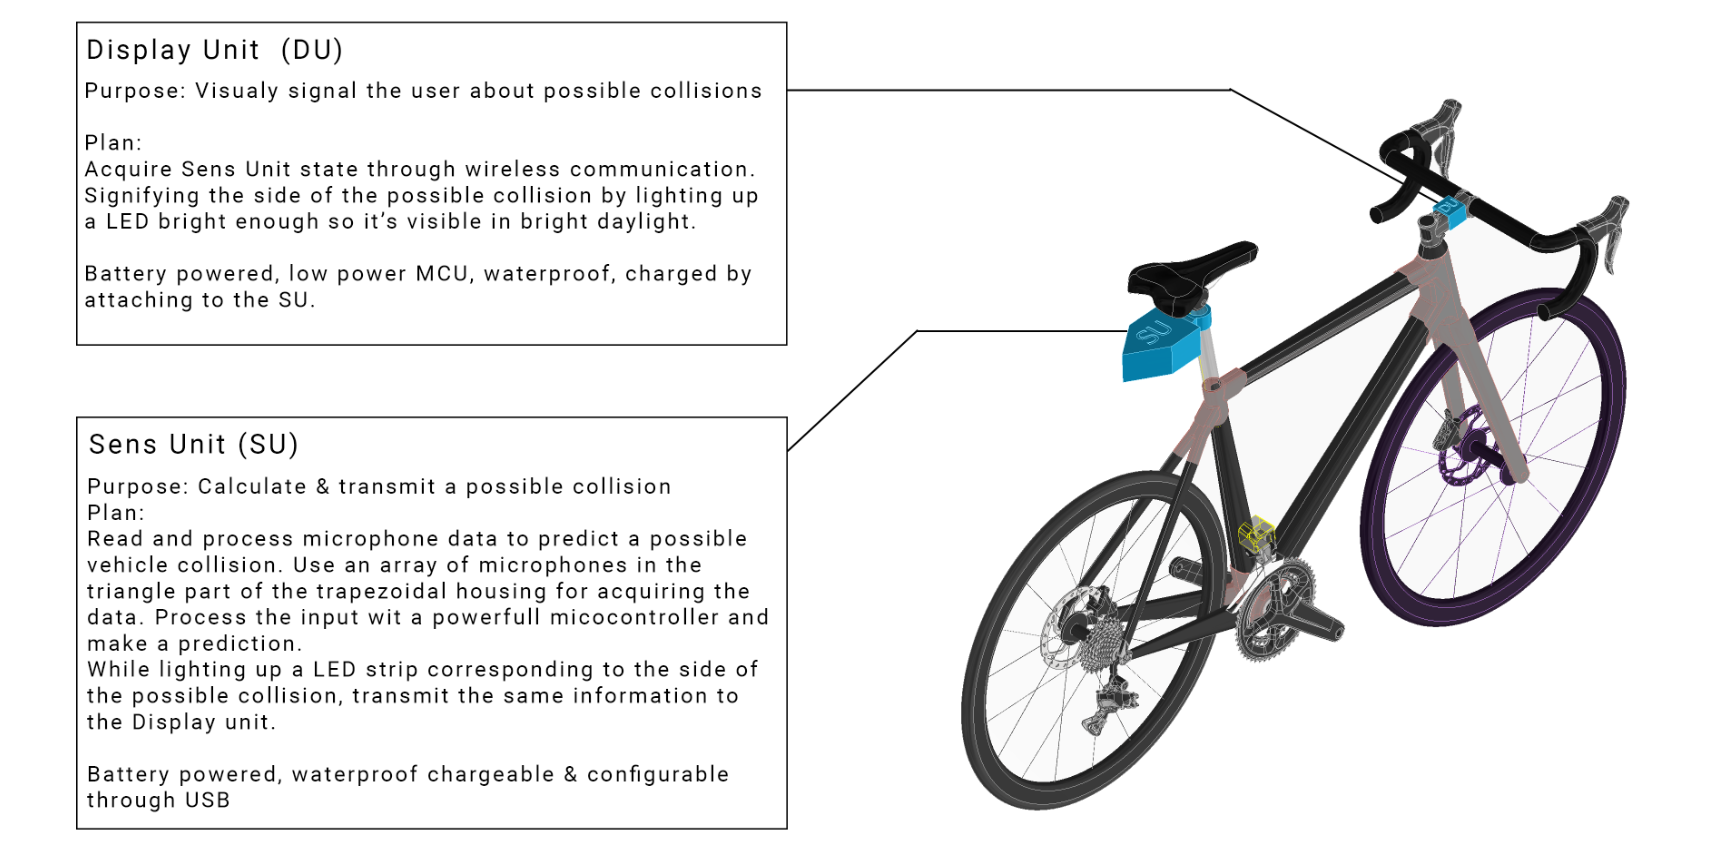 Display Unit  (DU)
Purpose: Visualy signal the user about possible collisions
Plan:
Acquire Sens Unit state through wireless communication.
Signifying the side of the possible collision by lighting up
a LED bright enough so it’s visible in bright daylight.
Battery powered, low power MCU, waterproof, charged by
attaching to the SU.
DU
SU
Sens Unit (SU)
Purpose: Calculate & transmit a possible collision
Plan:
Read and process microphone data to predict a possible
vehicle collision. Use an array of microphones in the
triangle part of the trapezoidal housing for acquiring the
data. Process the input wit a powerfull micocontroller and
make a prediction.
While lighting up a LED strip corresponding to the side of
the possible collision, transmit the same information to
the Display unit.
Battery powered, waterproof chargeable & configurable
through USB